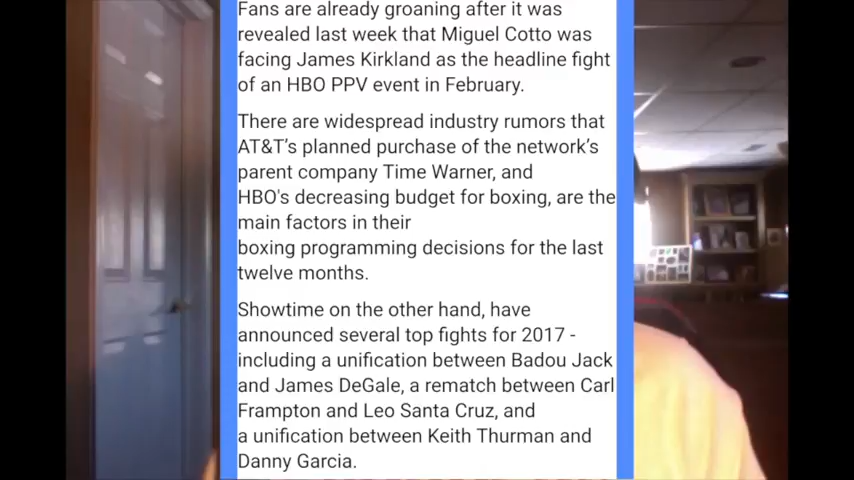 Fans are already groaning after it was
revealed last week that Miguel Cotto was
facing James Kirkland as the headline fight
of an HBO PPV event in February.
There are widespread industry rumors that
AT&T’s planned purchase of the network’s
parent company Time Warner, and
HBO's decreasing budget for boxing, are the
main factors in their
boxing programming decisions for the last
twelve months.
Showtime on the other hand, have
announced several top fights for 2017 -
including a unification between Badou Jack
and James DeGale, a rematch between Carl
Frampton and Leo Santa Cruz, and
a unification between Keith Thurman and
Danny Garcia.